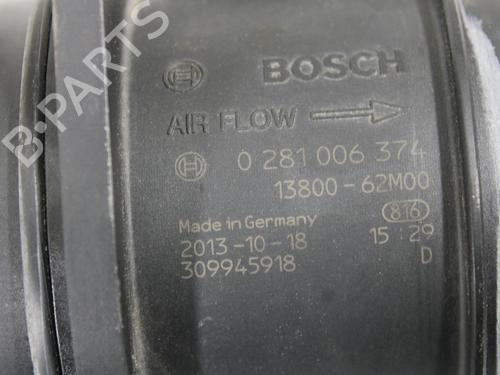 BOSCH
AIR FLOW
0 281 006 374
13800-62M00
816
Made in Germany
2013-10-18 15:29
309945918 D
B-PARTS